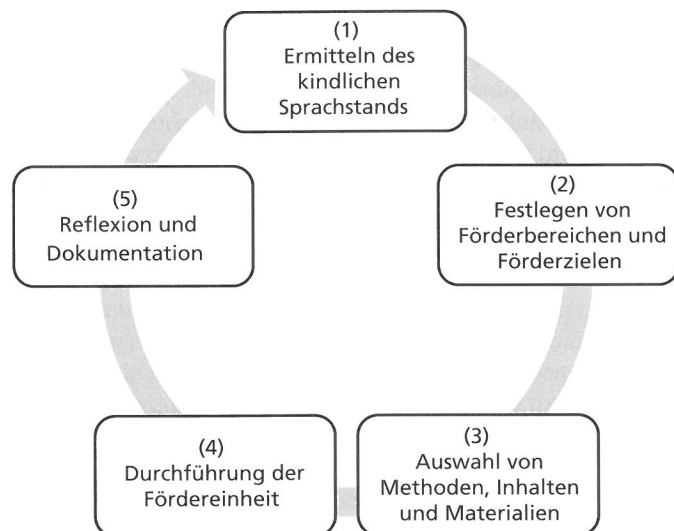 (1)
Ermitteln des
kindlichen
Sprachstands
(2)
Festlegen von
Förderbereichen und
Förderzielen
(3)
Auswahl von
Methoden, Inhalten
und Materialien
(4)
Durchführung der
Fördereinheit
(5)
Reflexion und
Dokumentation